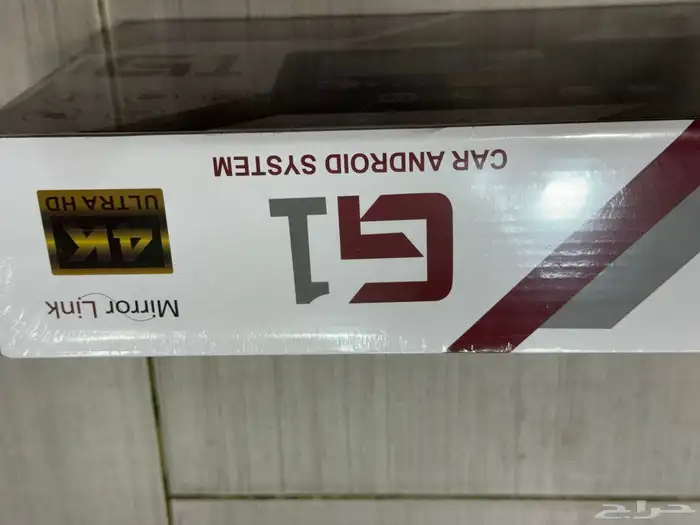 G1
CAR ANDROID SYSTEM
Mirror Link
4K
ULTRA HD
حراج